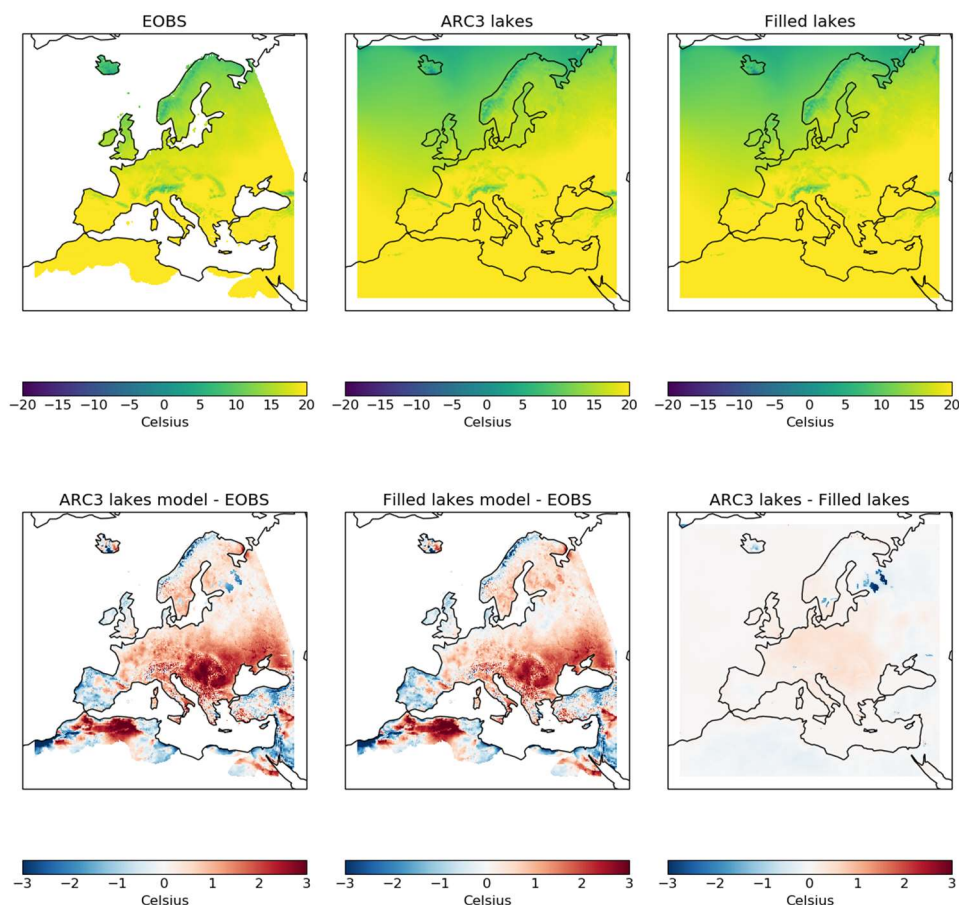 EOBS
ARC3 lakes
Filled lakes
−20 −15 −10 −5 0 5 10 15 20
Celsius
−20 −15 −10 −5 0 5 10 15 20
Celsius
−20 −15 −10 −5 0 5 10 15 20
Celsius
ARC3 lakes model - EOBS
Filled lakes model - EOBS
ARC3 lakes - Filled lakes
−3 −2 −1 0 1 2 3
Celsius
−3 −2 −1 0 1 2 3
Celsius
−3 −2 −1 0 1 2 3
Celsius